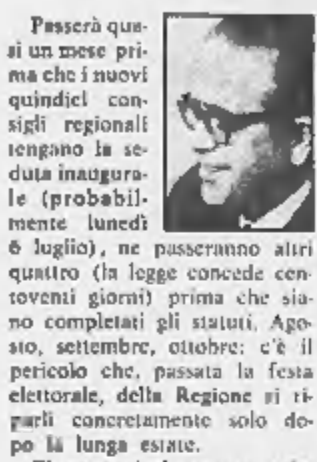 Passerà qua-
si un mese pri-
ma che i nuovi
quindici con-
sigli regionali
tengano la se-
duta inaugura-
le (probabil-
mente lunedì
6 luglio), ne passeranno altri
quattro (la legge concede cen-
toventi giorni) prima che sia-
no completati gli statuti. Ago-
sto, settembre, ottobre: c'è il
pericolo che, passata la festa
elettorale, della Regione si ri-
parli concretamente solo do-
po la lunga estate.